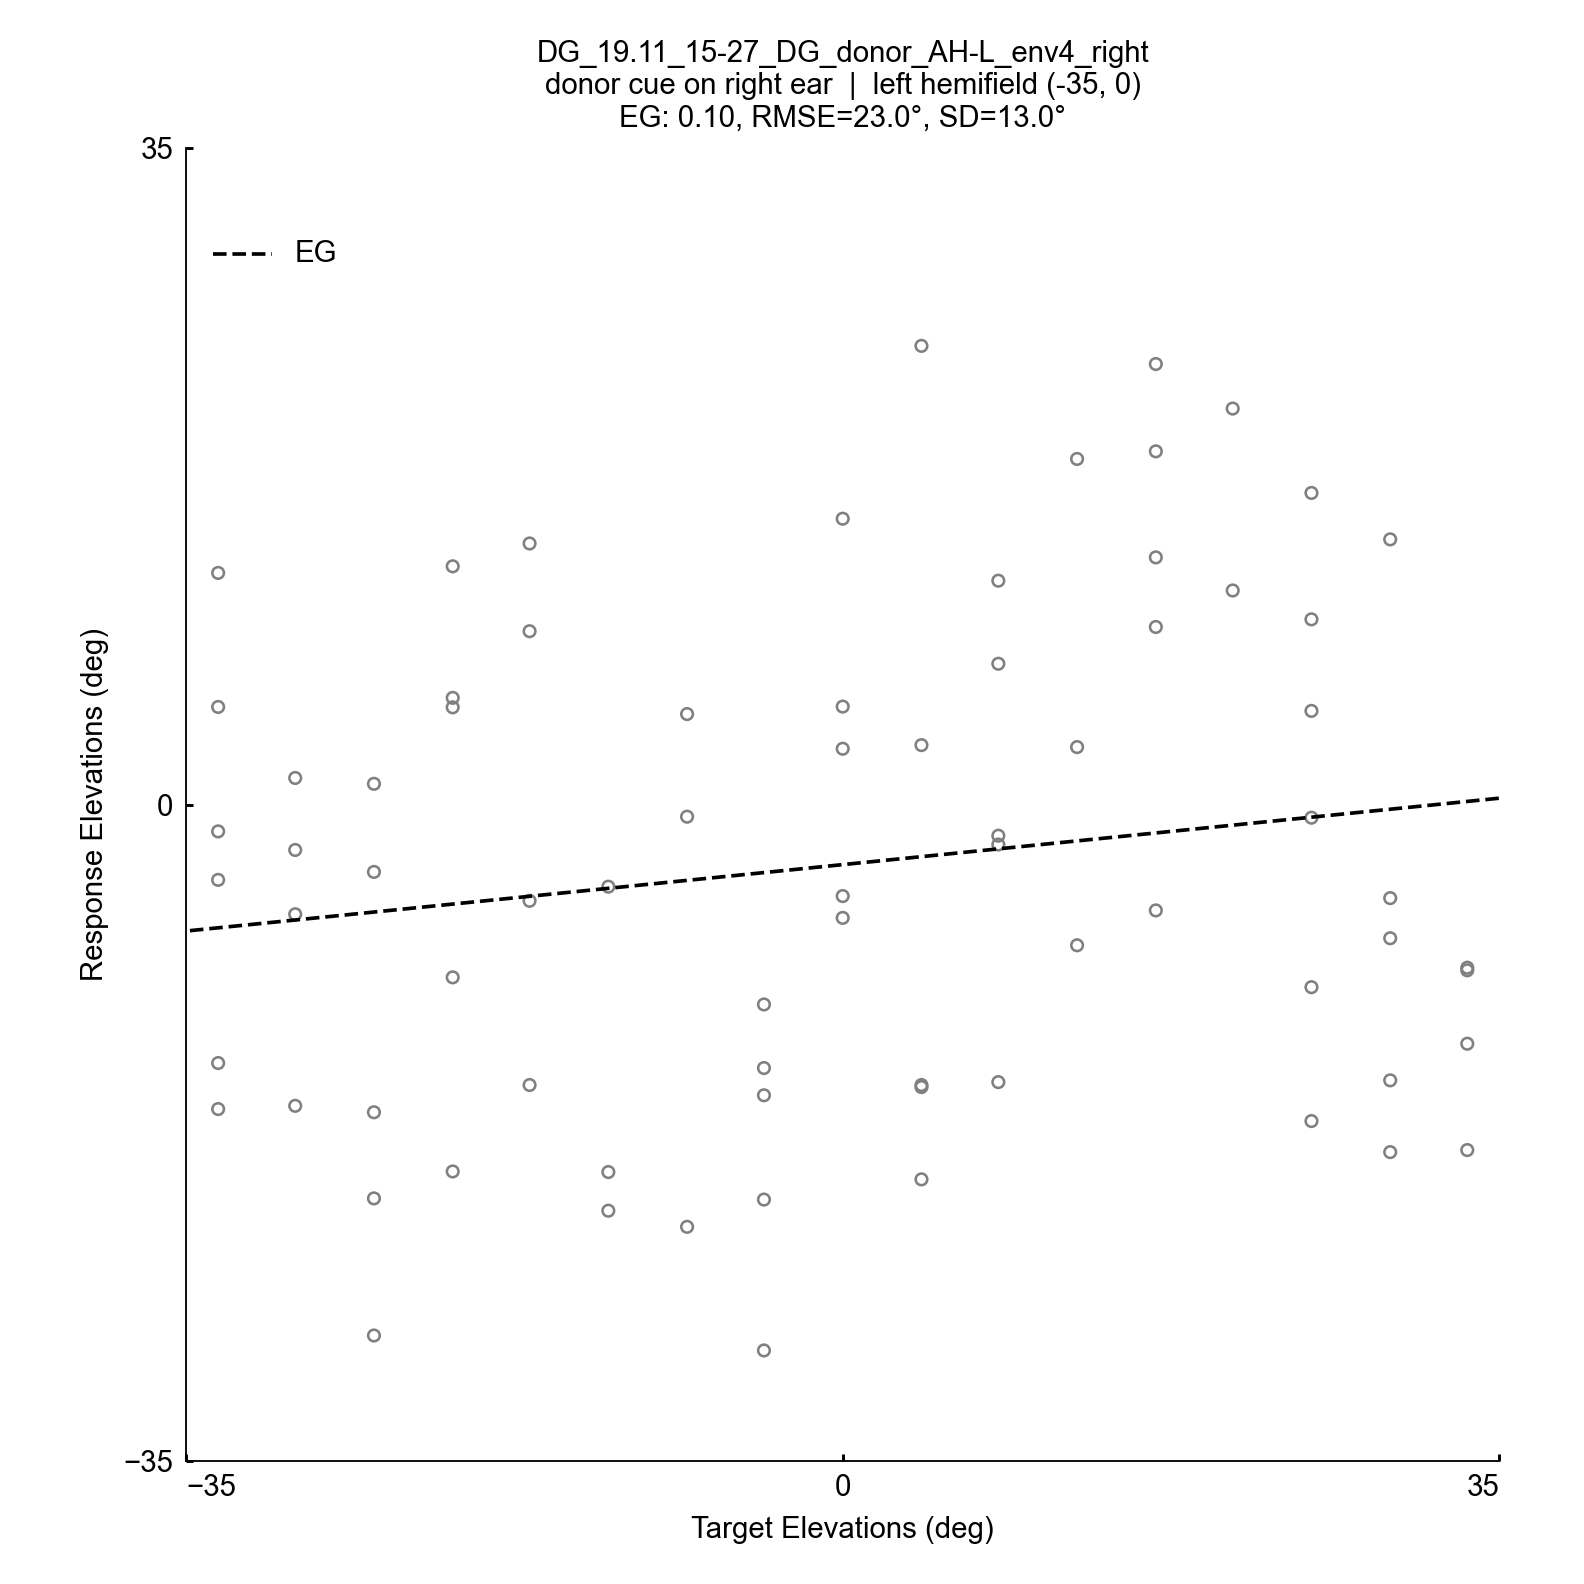 DG_19.11_15-27_DG_donor_AH-L_env4_right
donor cue on right ear | left hemifield (-35, 0)
EG: 0.10, RMSE=23.0°, SD=13.0°
35
EG
Response Elevations (deg)
0
−35
−35
0
35
Target Elevations (deg)